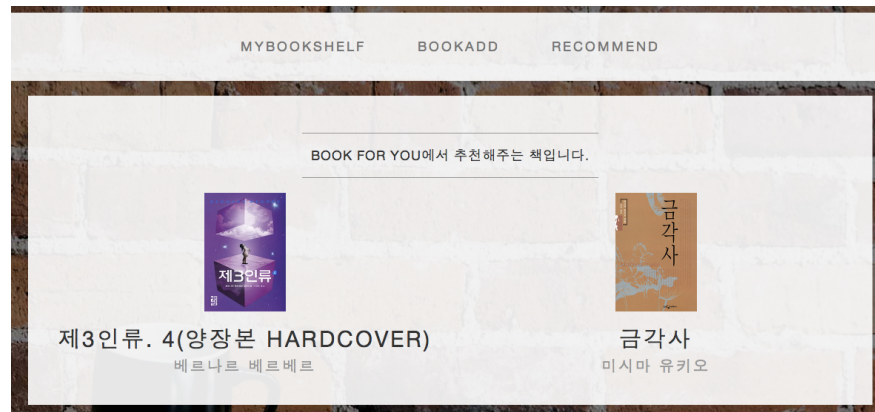 MYBOOKSHELF BOOKADD RECOMMEND
BOOK FOR YOU에서 추천해주는 책입니다.
제3인류
금각사
제3인류. 4(양장본 HARDCOVER)
베르나르 베르베르
금각사
미시마 유키오